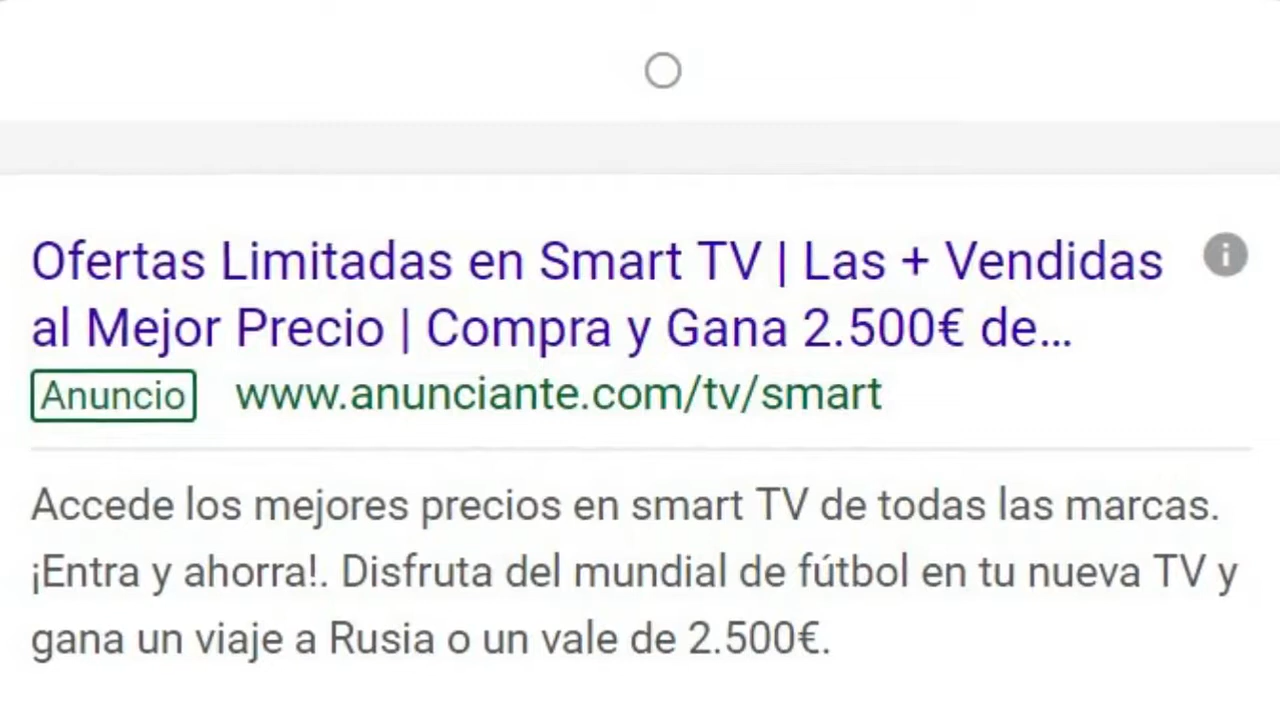 Ofertas Limitadas en Smart TV | Las + Vendidas
al Mejor Precio | Compra y Gana 2.500€ de...
Anuncio www.anunciante.com/tv/smart
Accede los mejores precios en smart TV de todas las marcas.
¡Entra y ahorra!. Disfruta del mundial de fútbol en tu nueva TV y
gana un viaje a Rusia o un vale de 2.500€.